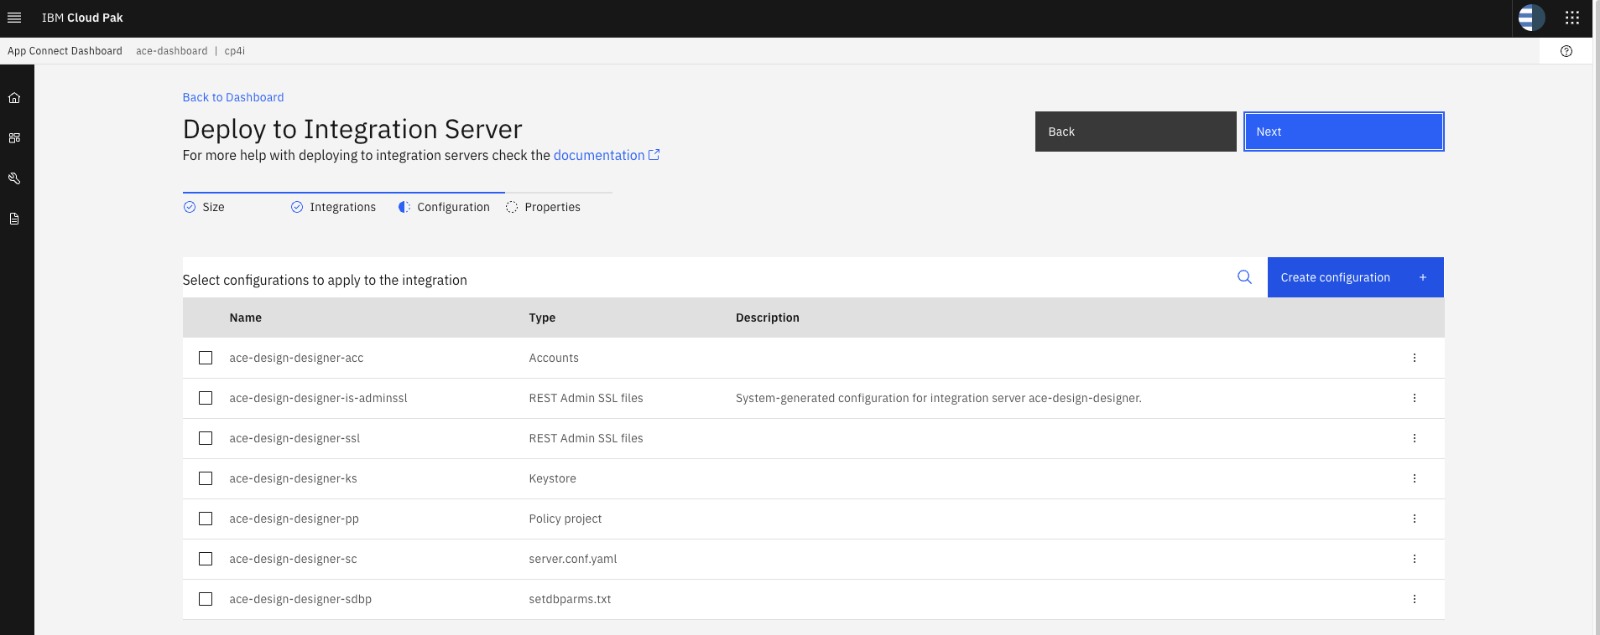 IBM Cloud Pak
App Connect Dashboard ace-dashboard | cp4i
Back to Dashboard
Deploy to Integration Server
For more help with deploying to integration servers check the documentation
Back
Next
Size
Integrations
Configuration
Properties
Select configurations to apply to the integration
Create configuration +
Name Type Description
ace-design-designer-acc Accounts
ace-design-designer-is-adminssl REST Admin SSL files System-generated configuration for integration server ace-design-designer.
ace-design-designer-ssl REST Admin SSL files
ace-design-designer-ks Keystore
ace-design-designer-pp Policy project
ace-design-designer-sc server.conf.yaml
ace-design-designer-sdbp setdbparms.txt